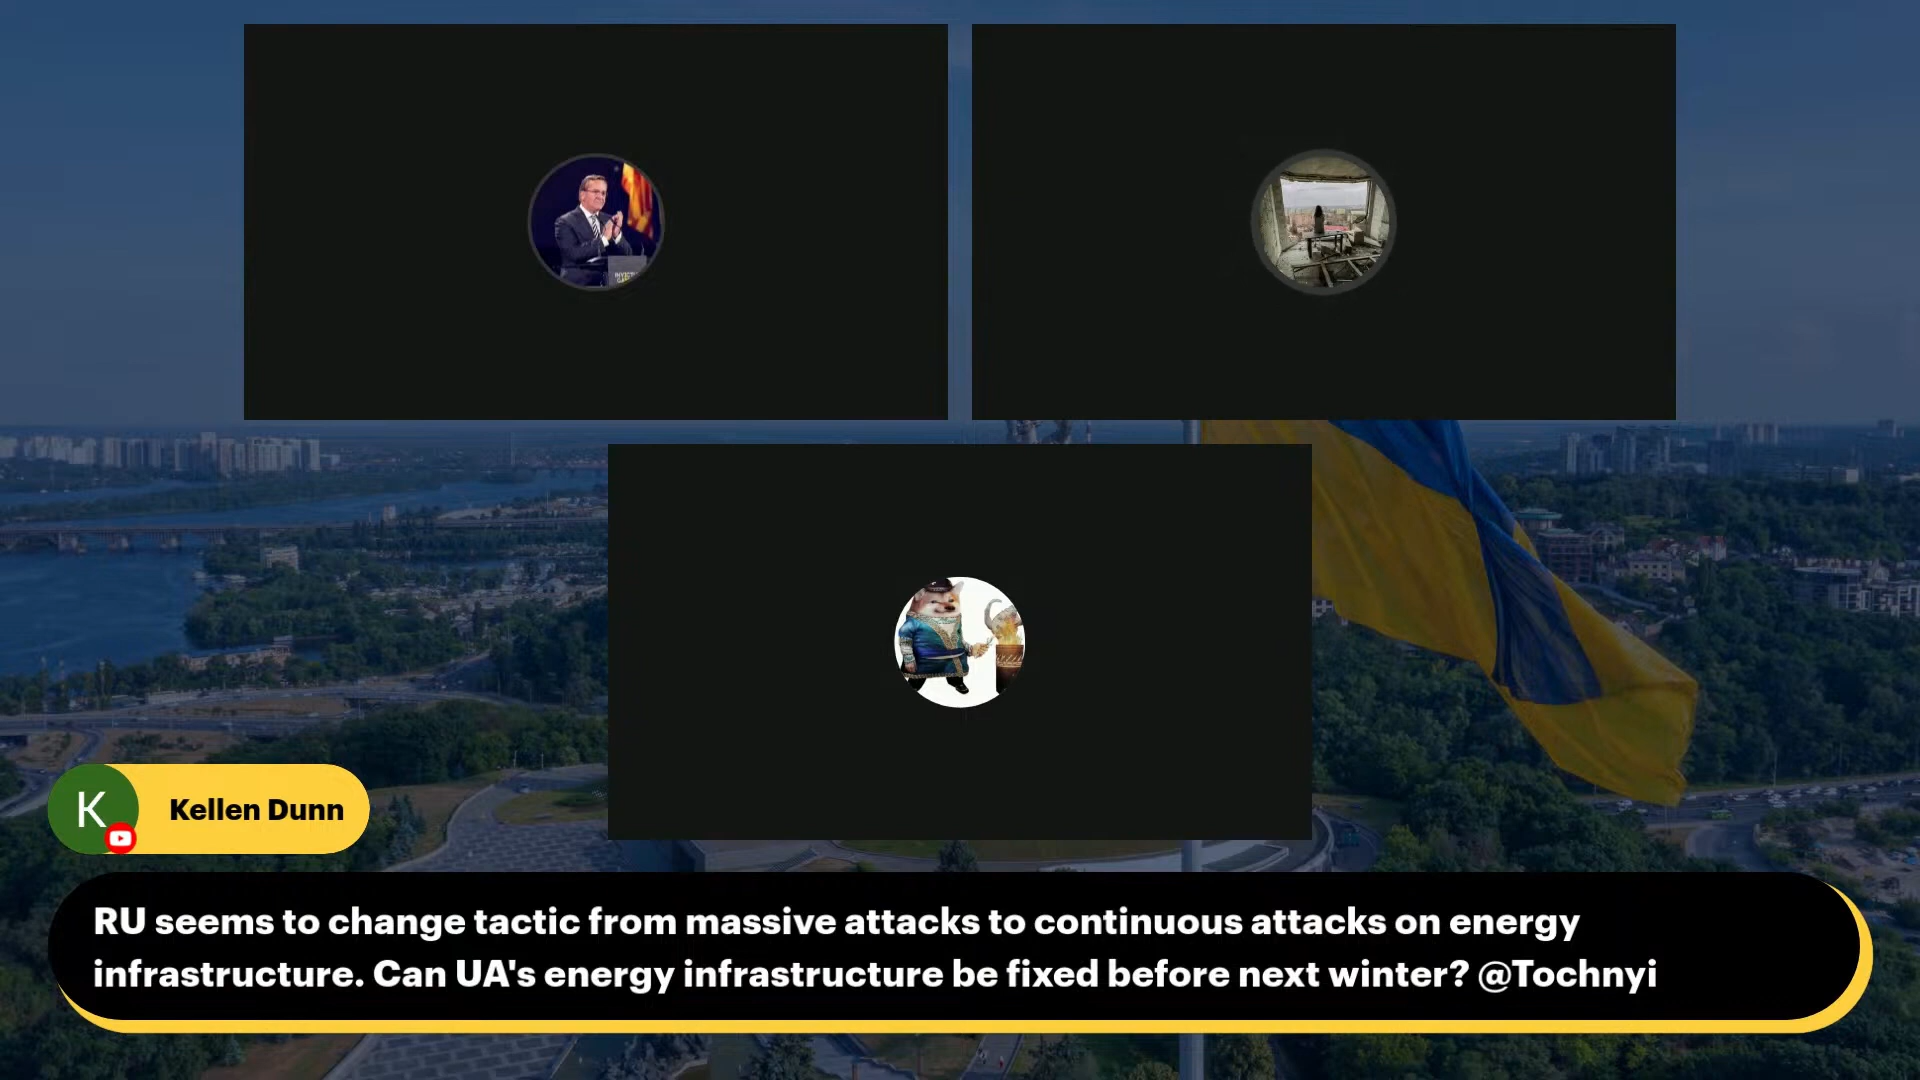 K
Kellen Dunn
RU seems to change tactic from massive attacks to continuous attacks on energy
infrastructure. Can UA's energy infrastructure be fixed before next winter? @Tochnyi